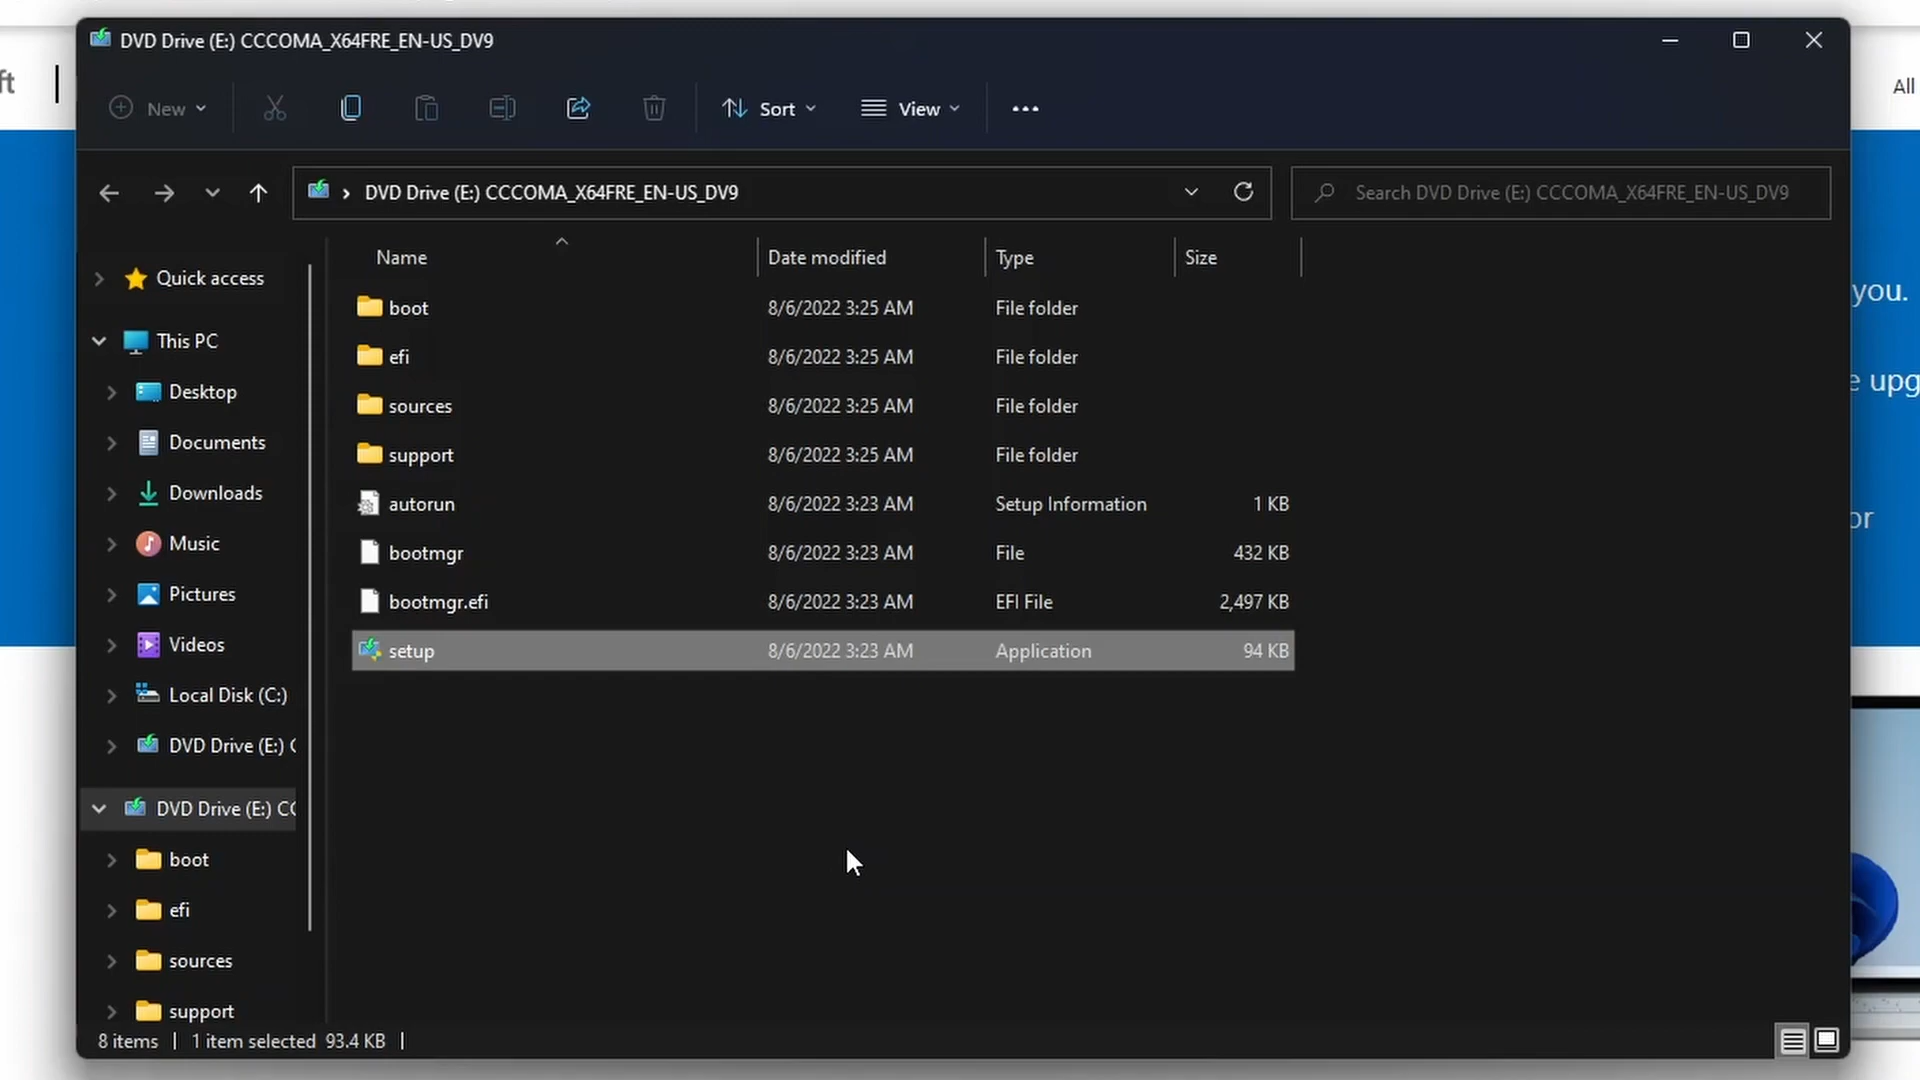 DVD Drive (E:) CCCOMA_X64FRE_EN-US_DV9
ft
All
New
Sort
View
DVD Drive (E:) CCCOMA_X64FRE_EN-US_DV9
Search DVD Drive (E:) CCCOMA_X64FRE_EN-US_DV9
Name Date modified Type Size
Quick access
This PC
Desktop
Documents
Downloads
Music
Pictures
Videos
Local Disk (C:)
DVD Drive (E:) C
DVD Drive (E:) CC
boot
efi
sources
support
boot 8/6/2022 3:25 AM File folder
efi 8/6/2022 3:25 AM File folder
sources 8/6/2022 3:25 AM File folder
support 8/6/2022 3:25 AM File folder
autorun 8/6/2022 3:23 AM Setup Information 1 KB
bootmgr 8/6/2022 3:23 AM File 432 KB
bootmgr.efi 8/6/2022 3:23 AM EFI File 2,497 KB
setup 8/6/2022 3:23 AM Application 94 KB
you.
e upg
or
8 items 1 item selected 93.4 KB